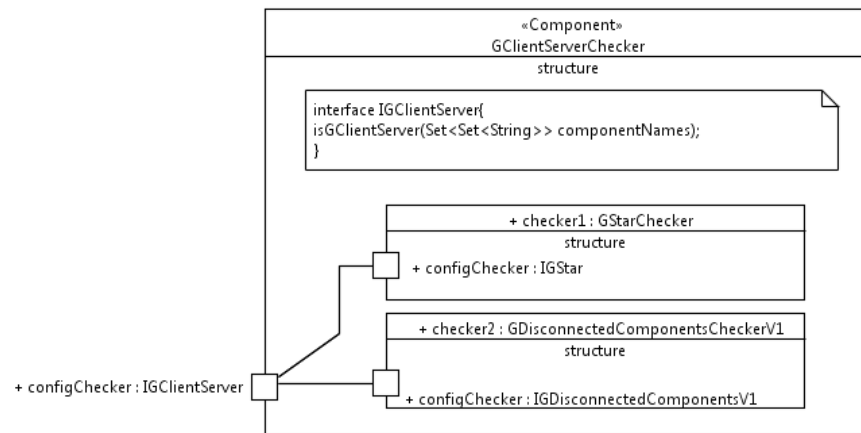 «Component»
GClientServerChecker
structure
interface IGClientServer{
isGClientServer(Set<Set<String>> componentNames);
}
+ checker1 : GStarChecker
structure
+ configChecker : IGStar
+ checker2 : GDisconnectedComponentsCheckerV1
structure
+ configChecker : IGClientServer
+ configChecker : IGDisconnectedComponentsV1